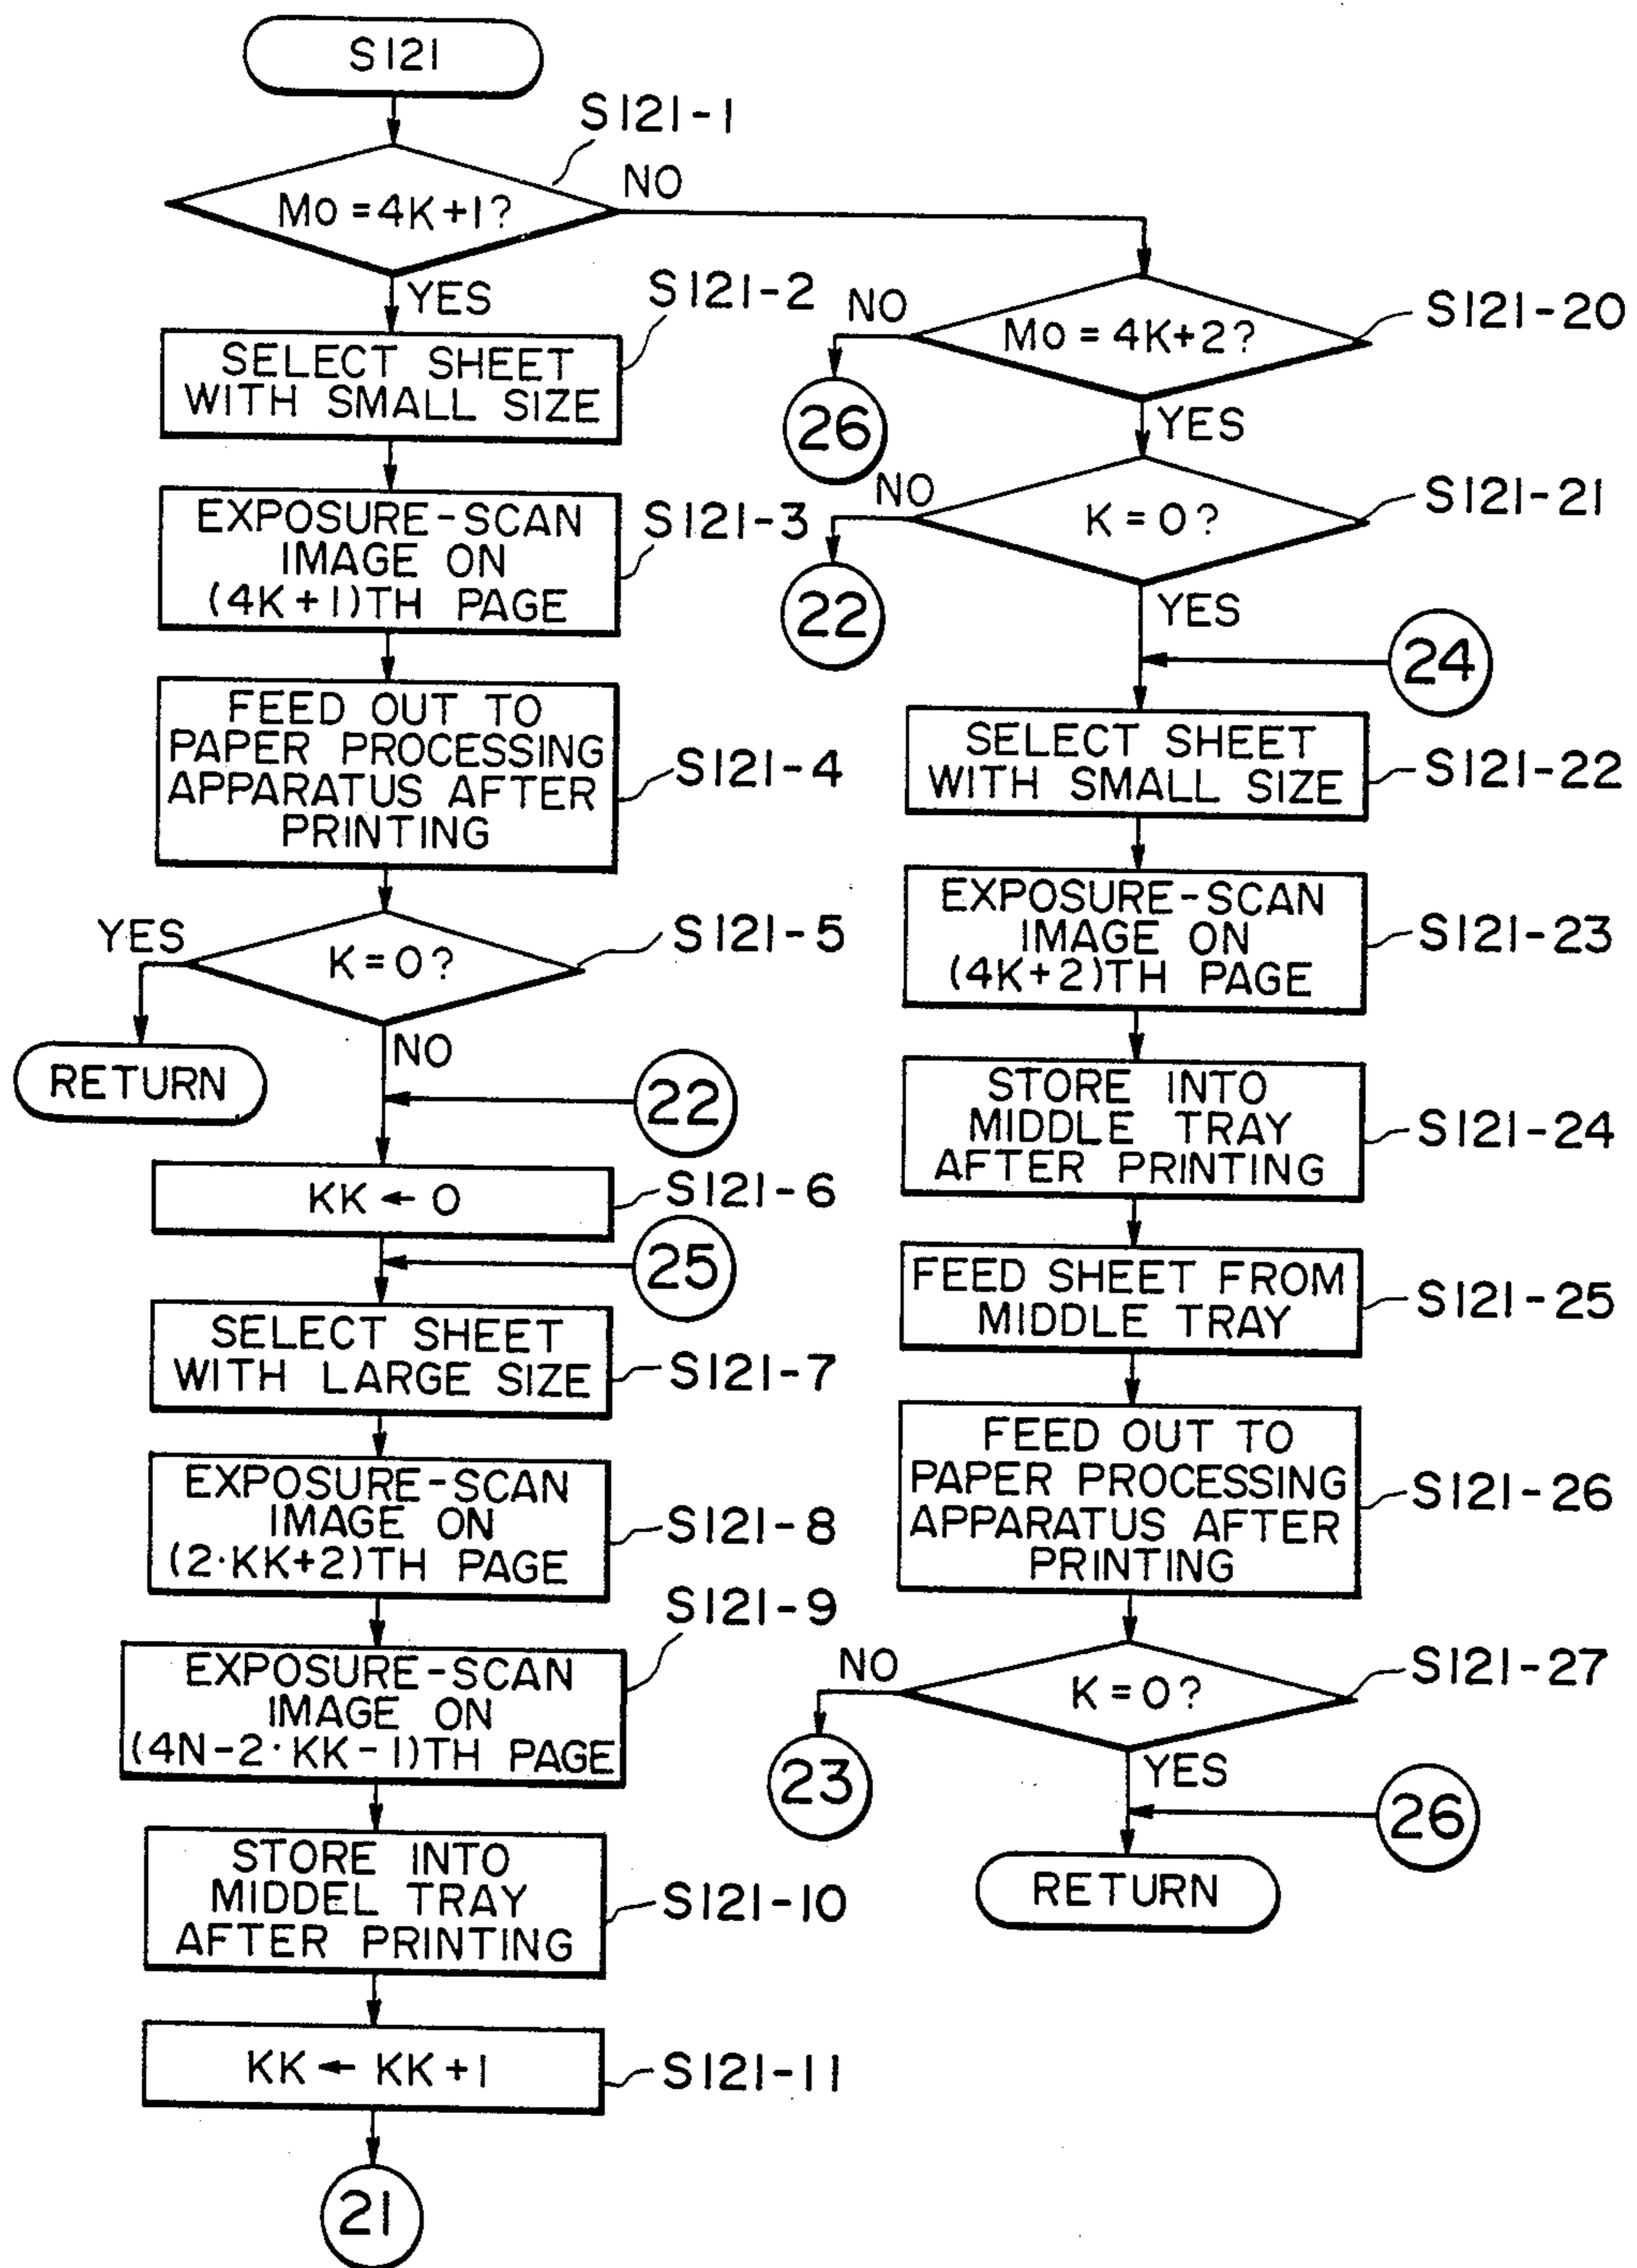 S121
S121-1
Mo=4K+1?
NO
YES
S121-2
SELECT SHEET
WITH SMALL SIZE
EXPOSURE-SCAN
IMAGE ON
(4K+1)TH PAGE
S121-3
FEED OUT TO
PAPER PROCESSING
APPARATUS AFTER
PRINTING
S121-4
K=0?
S121-5
YES
RETURN
NO
22
KK ← 0
S121-6
25
SELECT SHEET
WITH LARGE SIZE
S121-7
EXPOSURE-SCAN
IMAGE ON
(2·KK+2)TH PAGE
S121-8
S121-9
EXPOSURE-SCAN
IMAGE ON
(4N-2·KK-1)TH PAGE
STORE INTO
MIDDEL TRAY
AFTER PRINTING
S121-10
KK ← KK+1
S121-11
21
Mo=4K+2?
S121-20
NO
26
YES
K=0?
S121-21
NO
22
YES
24
SELECT SHEET
WITH SMALL SIZE
S121-22
EXPOSURE-SCAN
IMAGE ON
(4K+2)TH PAGE
S121-23
STORE INTO
MIDDLE TRAY
AFTER PRINTING
S121-24
FEED SHEET FROM
MIDDLE TRAY
S121-25
FEED OUT TO
PAPER PROCESSING
APPARATUS AFTER
PRINTING
S121-26
K=0?
S121-27
NO
23
YES
26
RETURN